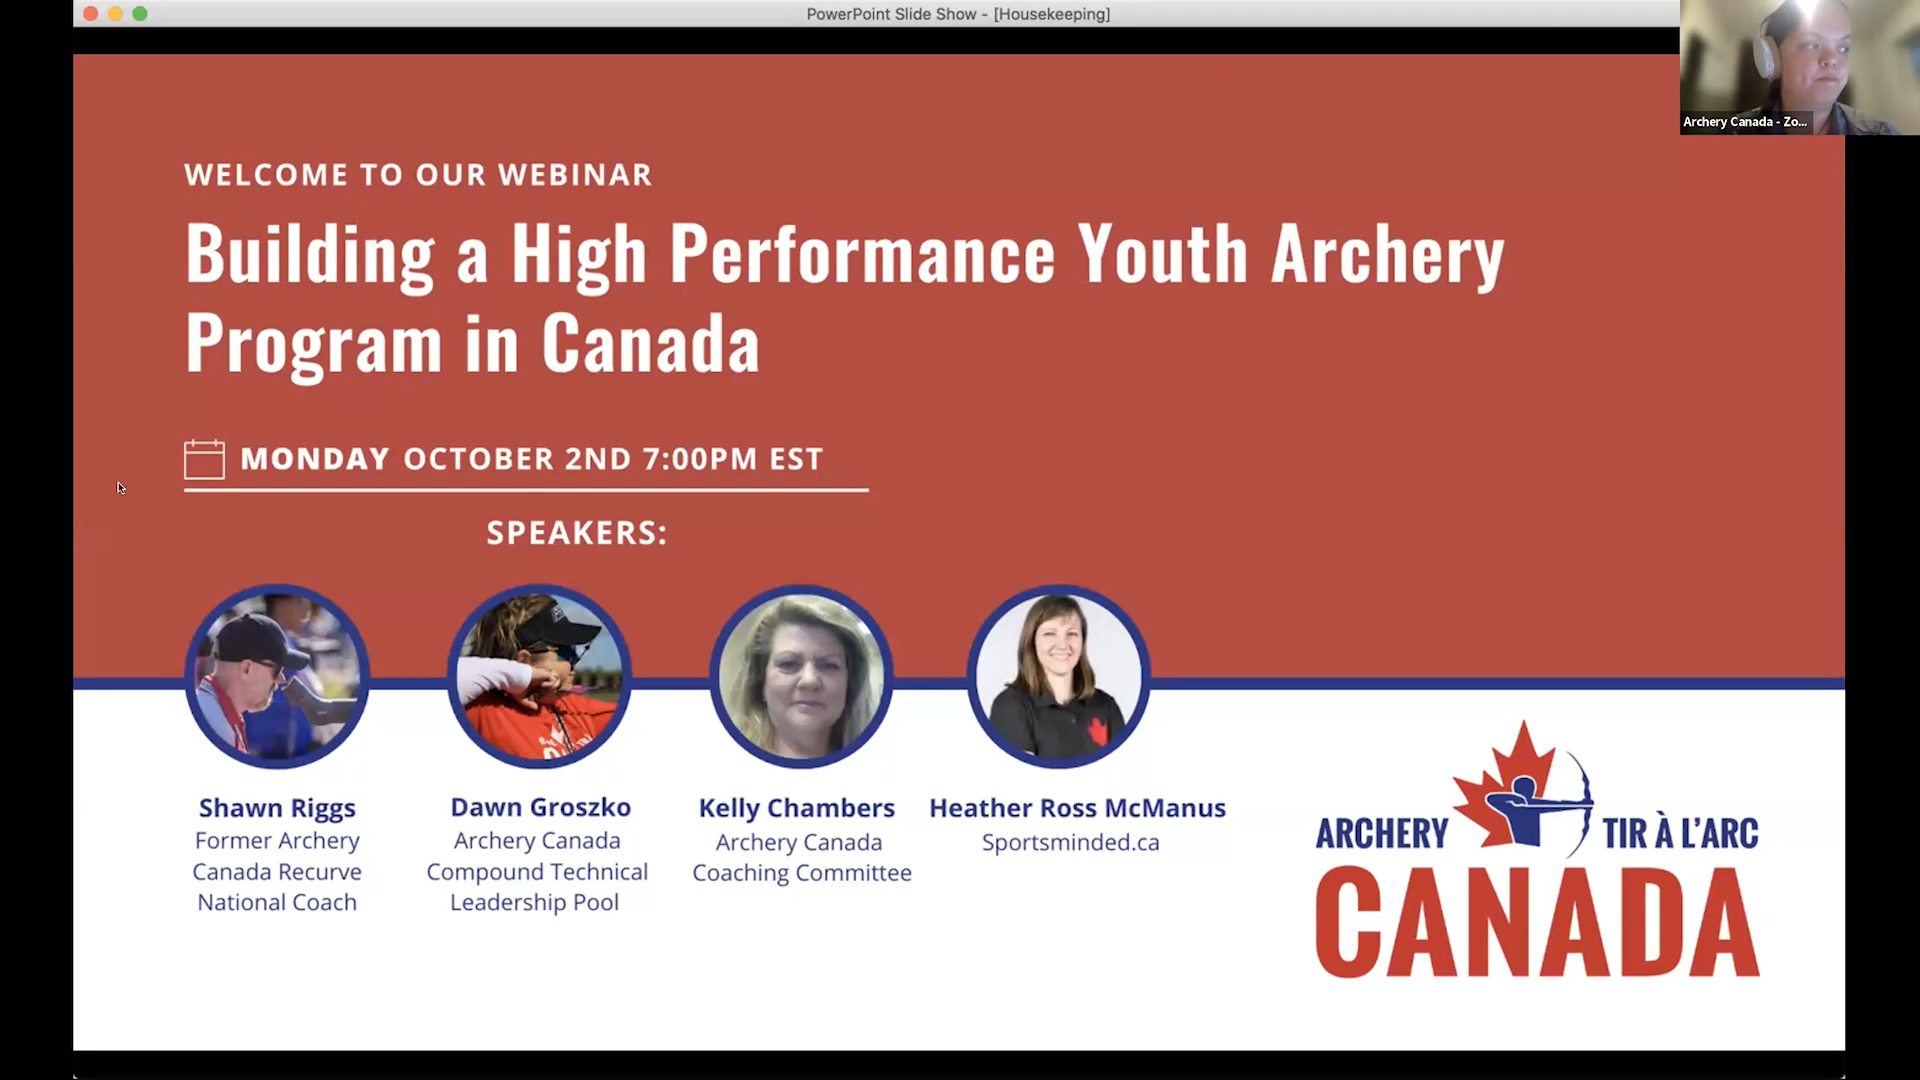 PowerPoint Slide Show - [Housekeeping]
Archery Canada - Zo...
WELCOME TO OUR WEBINAR
Building a High Performance Youth Archery
Program in Canada
MONDAY OCTOBER 2ND 7:00PM EST
SPEAKERS:
Shawn Riggs
Former Archery
Canada Recurve
National Coach
Dawn Groszko
Archery Canada
Compound Technical
Leadership Pool
Kelly Chambers
Archery Canada
Coaching Committee
Heather Ross McManus
Sportsminded.ca
ARCHERY TIR À L'ARC
CANADA